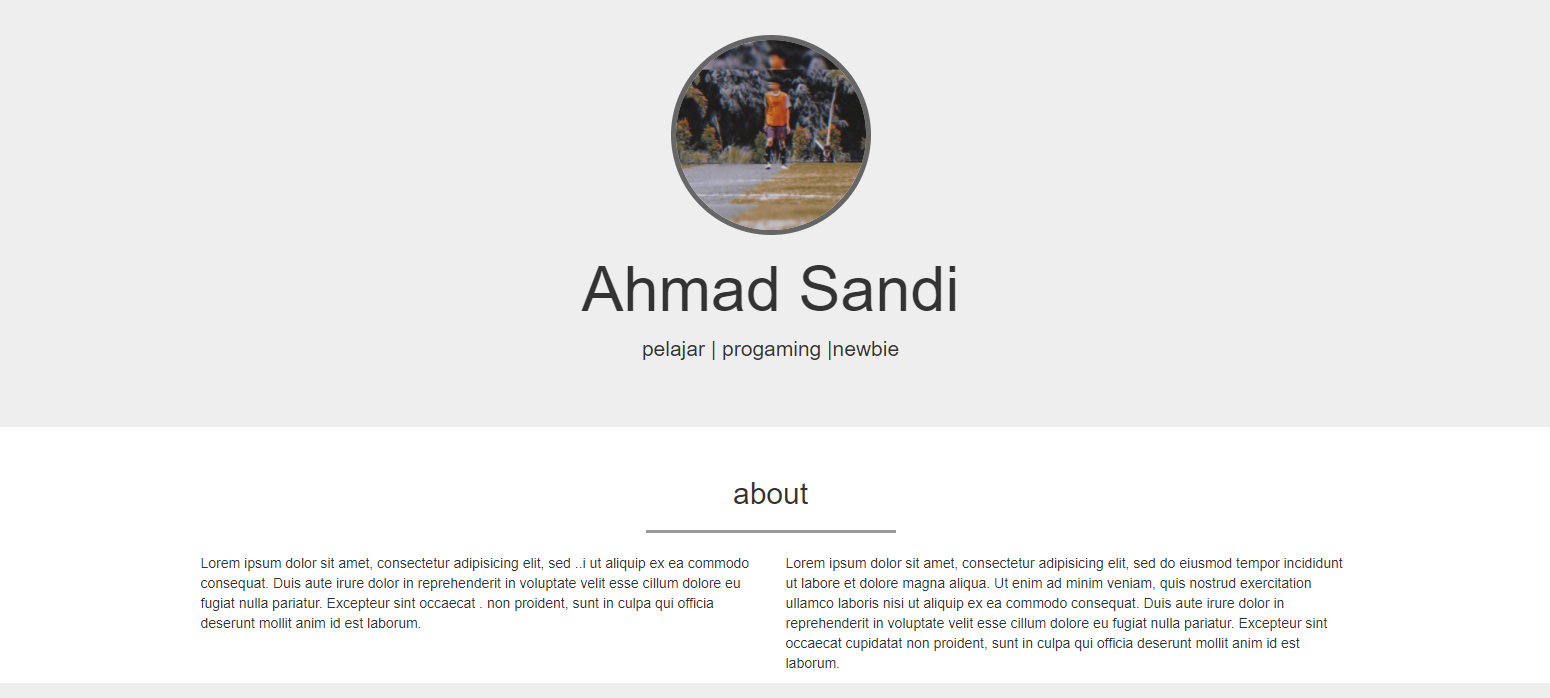 Ahmad Sandi
pelajar | progaming |newbie
about
Lorem ipsum dolor sit amet, consectetur adipisicing elit, sed ..i ut aliquip ex ea commodo
consequat. Duis aute irure dolor in reprehenderit in voluptate velit esse cillum dolore eu
fugiat nulla pariatur. Excepteur sint occaecat . non proident, sunt in culpa qui officia
deserunt mollit anim id est laborum.
Lorem ipsum dolor sit amet, consectetur adipisicing elit, sed do eiusmod tempor incididunt
ut labore et dolore magna aliqua. Ut enim ad minim veniam, quis nostrud exercitation
ullamco laboris nisi ut aliquip ex ea commodo consequat. Duis aute irure dolor in
reprehenderit in voluptate velit esse cillum dolore eu fugiat nulla pariatur. Excepteur sint
occaecat cupidatat non proident, sunt in culpa qui officia deserunt mollit anim id est
laborum.